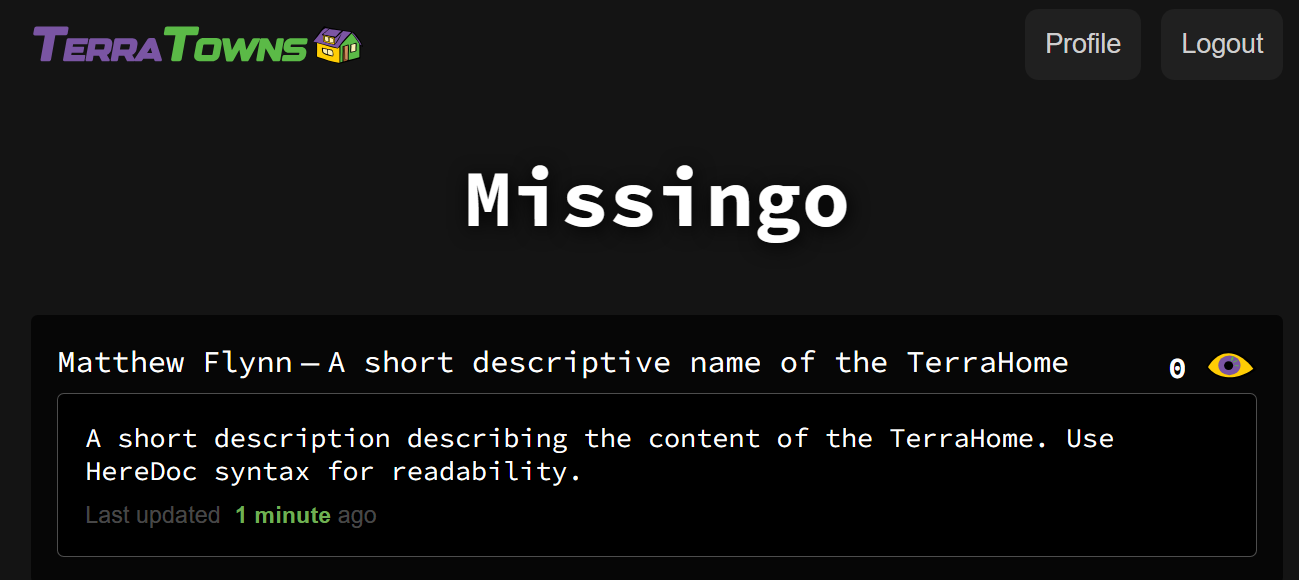 TERRATOWNS
Profile
Logout
Missingo
Matthew Flynn — A short descriptive name of the TerraHome
0
A short description describing the content of the TerraHome. Use
HereDoc syntax for readability.
Last updated 1 minute ago